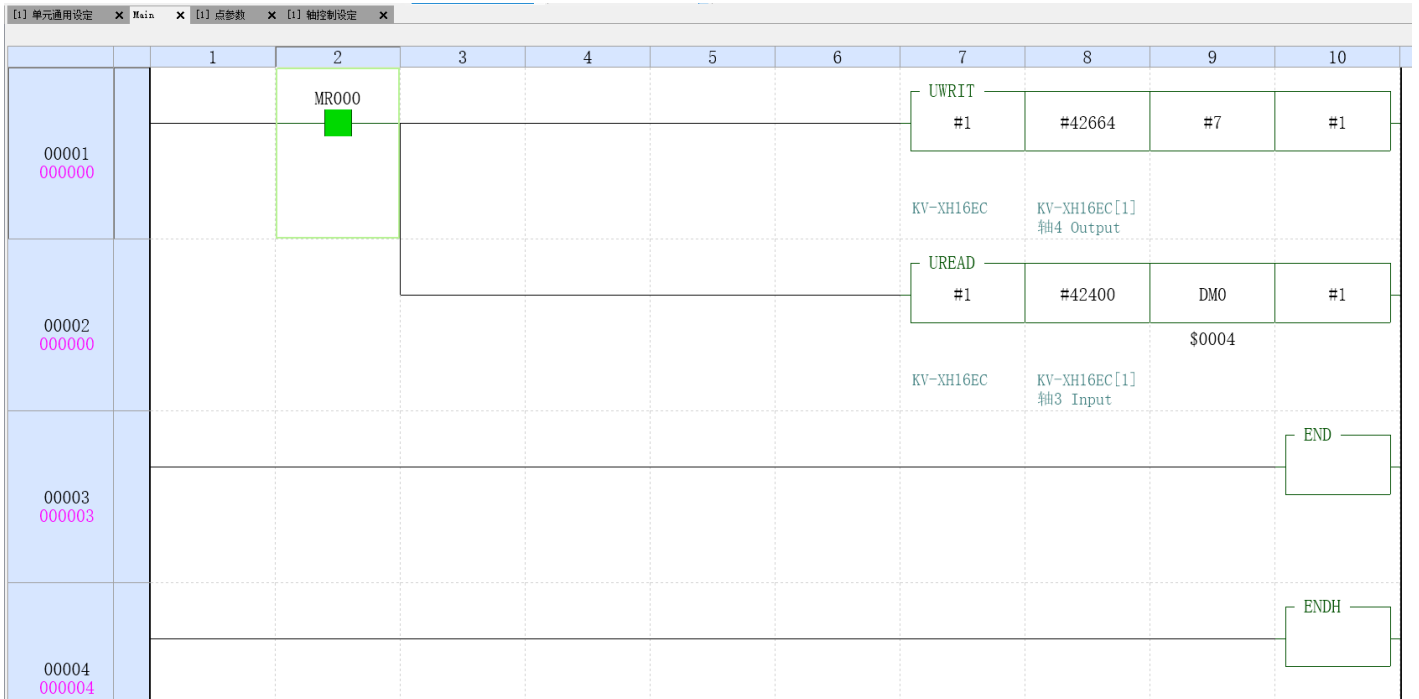 [1] 单元通用设定 Main [1] 点参数 [1] 轴控制设定
1 2 3 4 5 6 7 8 9 10
MR000
UWRIT
#1 #42664 #7 #1
00001
000000
KV-XH16EC KV-XH16EC[1]
轴4 Output
UREAD
#1 #42400 DM0 #1
00002
000000
$0004
KV-XH16EC KV-XH16EC[1]
轴3 Input
END
00003
000003
ENDH
00004
000004